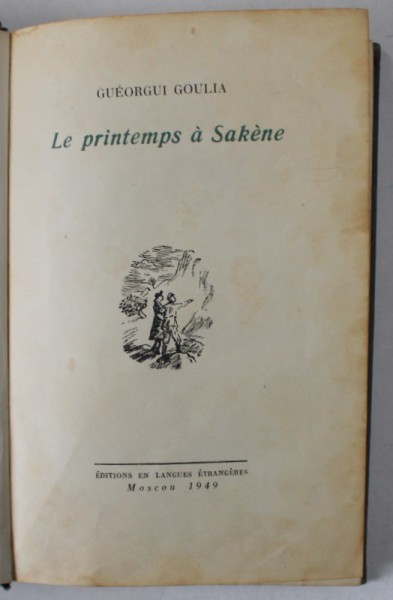 GUÉORGUI GOULIA
Le printemps à Sakène
ÉDITIONS EN LANGUES ÉTRANGÈRES
Moscou 1949